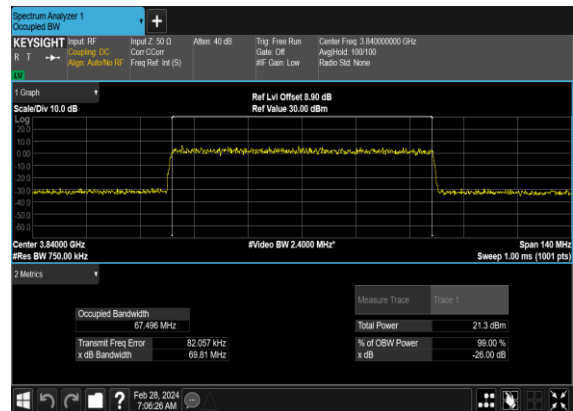 Spectrum Analyzer 1
Occupied BW
+
KEYSIGHT Input: RF Input Z: 50 Ω Atten: 40 dB Trig: Free Run Center Freq: 3.840000000 GHz
R T Coupling: DC Corr CCorr Gate: Off Avg|Hold: 100/100
Align: Auto/No RF Freq Ref: Int (S) #IF Gain: Low Radio Std: None
LW
1 Graph
Ref Lvl Offset 8.90 dB
Scale/Div 10.0 dB Ref Value 30.00 dBm
Log
20.0
10.0
0.00
-10.0
-20.0
-30.0
-40.0
-50.0
-60.0
Center 3.84000 GHz #Video BW 2.4000 MHz* Span 140 MHz
#Res BW 750.00 kHz Sweep 1.00 ms (1001 pts)
2 Metrics
Measure Trace Trace 1
Occupied Bandwidth
67.496 MHz Total Power 21.3 dBm
Transmit Freq Error 82.057 kHz % of OBW Power 99.00 %
x dB Bandwidth 69.81 MHz x dB -26.00 dB
? Feb 28, 2024
7:06:26 AM